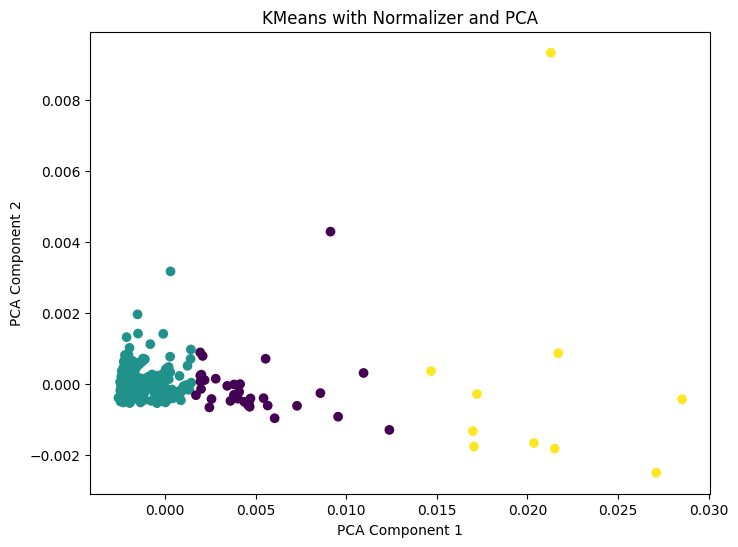 KMeans with Normalizer and PCA
PCA Component 2
0.008
0.006
0.004
0.002
0.000
−0.002
0.000 0.005 0.010 0.015 0.020 0.025 0.030
PCA Component 1